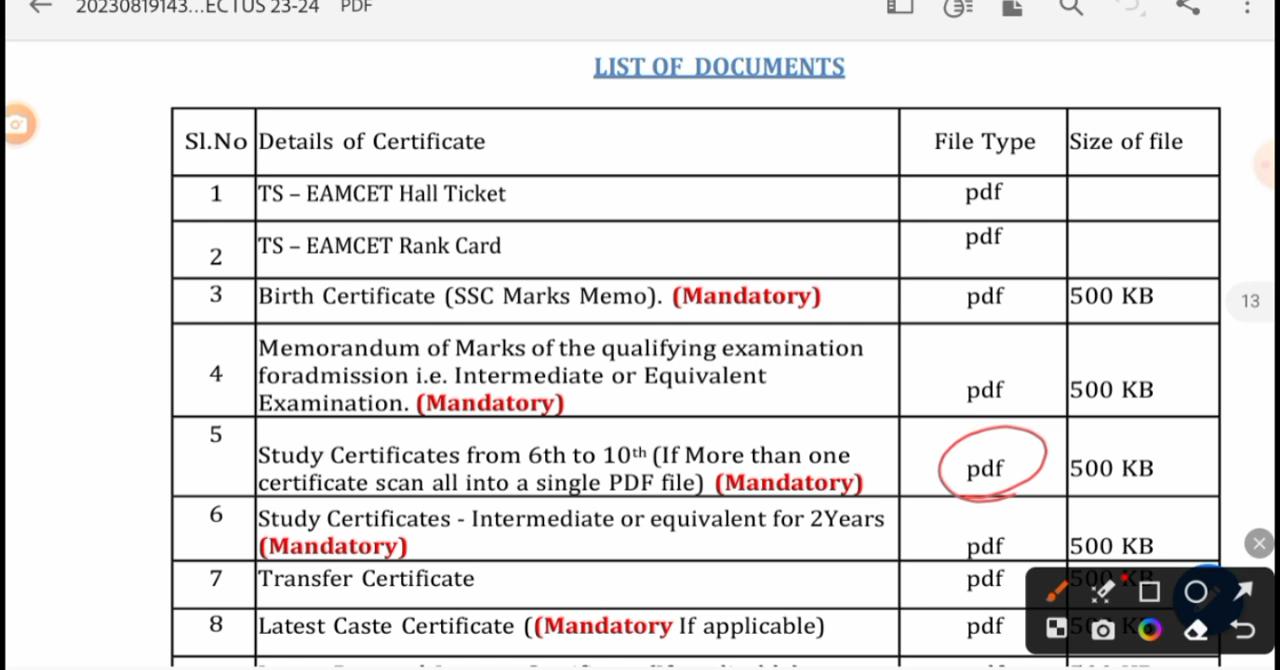 20230819143...ECTUS 23-24 PDF
LIST OF DOCUMENTS
Sl.No Details of Certificate File Type Size of file
1 TS – EAMCET Hall Ticket pdf
2 TS – EAMCET Rank Card pdf
3 Birth Certificate (SSC Marks Memo). (Mandatory) pdf 500 KB
13
Memorandum of Marks of the qualifying examination
4 foradmission i.e. Intermediate or Equivalent
Examination. (Mandatory) pdf 500 KB
5
Study Certificates from 6th to 10th (If More than one
certificate scan all into a single PDF file) (Mandatory) pdf 500 KB
6 Study Certificates - Intermediate or equivalent for 2Years
(Mandatory) pdf 500 KB
7 Transfer Certificate pdf 500 KB
8 Latest Caste Certificate ((Mandatory If applicable) pdf